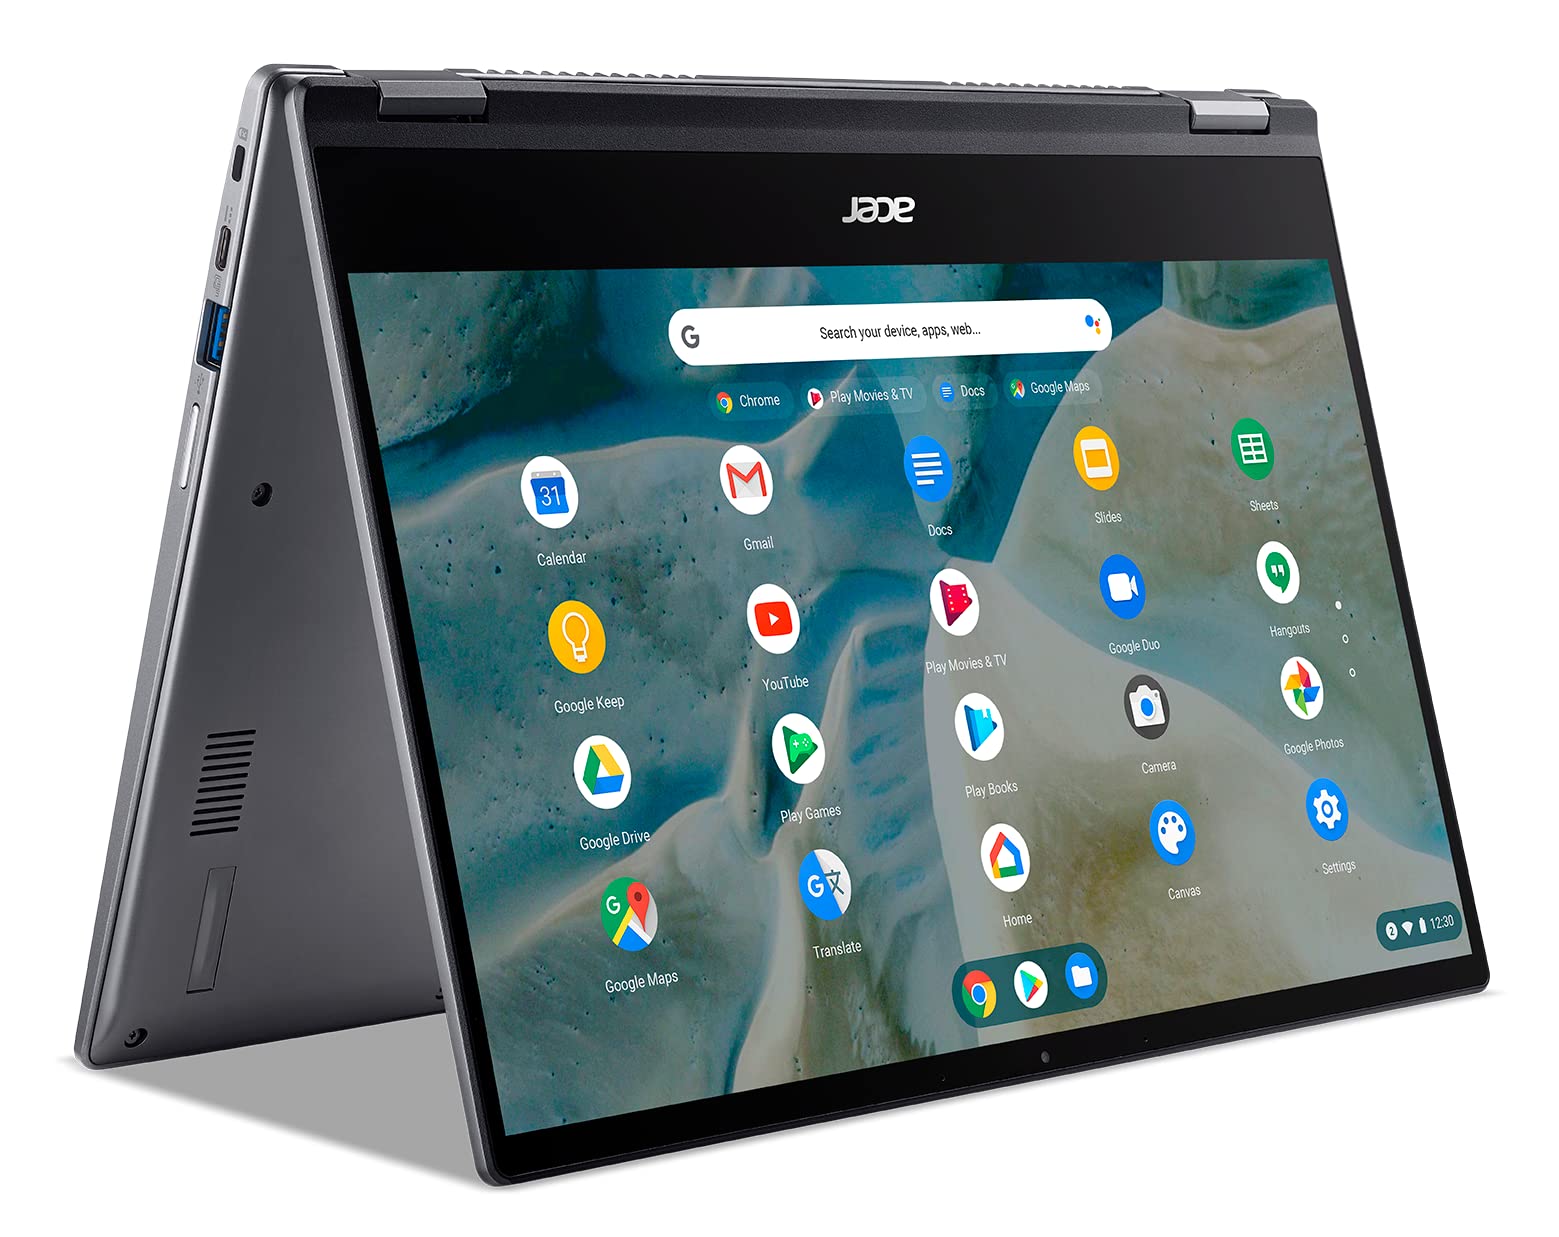 acer
G
Search your device, apps, web...
Chrome
Play Movies & TV
Docs
Google Maps
31
Calendar
Gmail
Docs
Slides
Sheets
Google Keep
YouTube
Play Movies & TV
Google Duo
Hangouts
Google Drive
Play Games
Play Books
Camera
Google Photos
G
Google Maps
G
Translate
Home
Canvas
Settings
2
12:30